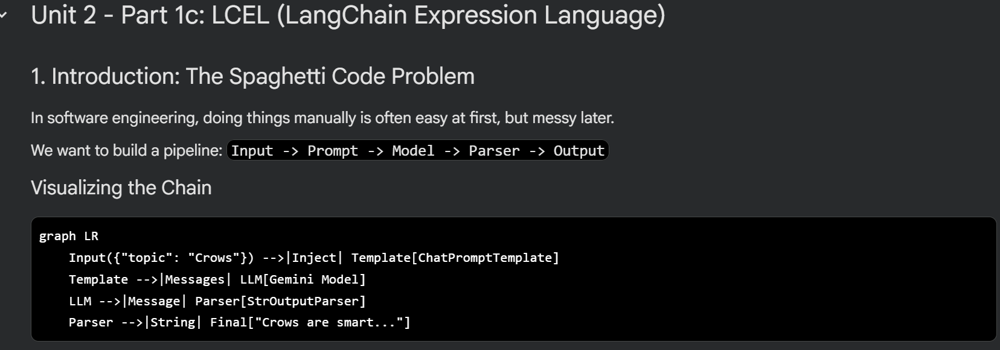 Unit 2 - Part 1c: LCEL (LangChain Expression Language)
1. Introduction: The Spaghetti Code Problem
In software engineering, doing things manually is often easy at first, but messy later.
We want to build a pipeline: Input -> Prompt -> Model -> Parser -> Output
Visualizing the Chain
graph LR
    Input({"topic": "Crows"}) -->|Inject| Template[ChatPromptTemplate]
    Template -->|Messages| LLM[Gemini Model]
    LLM -->|Message| Parser[StrOutputParser]
    Parser -->|String| Final["Crows are smart..."]